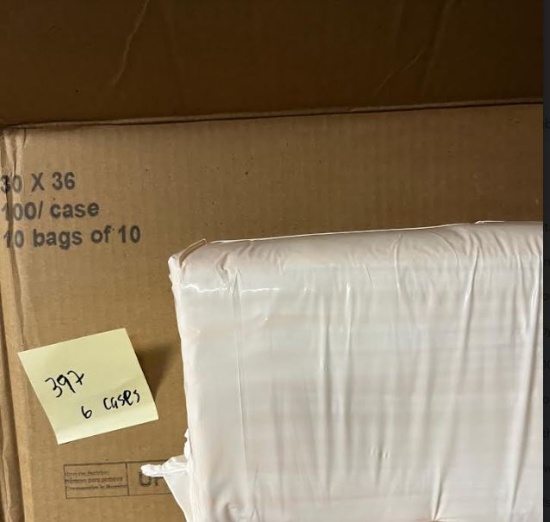 30 X 36
100/ case
10 bags of 10
397
6 cases